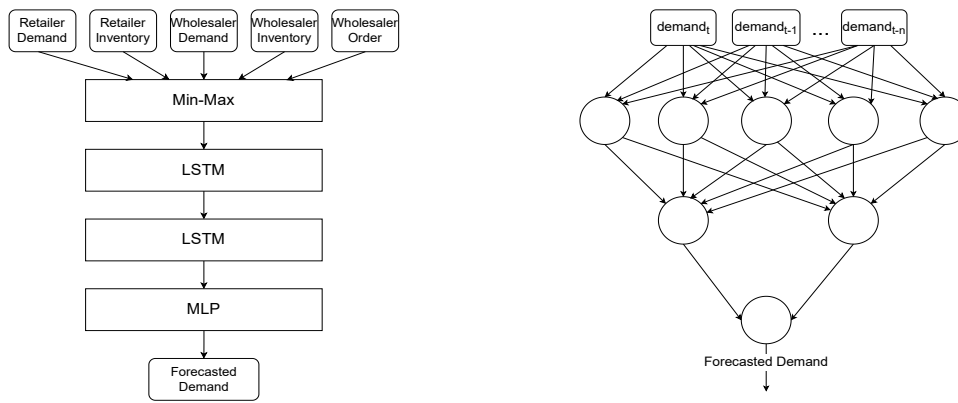 Retailer
Demand
Retailer
Inventory
Wholesaler
Demand
Wholesaler
Inventory
Wholesaler
Order
Min-Max
LSTM
LSTM
MLP
Forecasted
Demand
demandt
demandt-1
...
demandt-n
Forecasted Demand